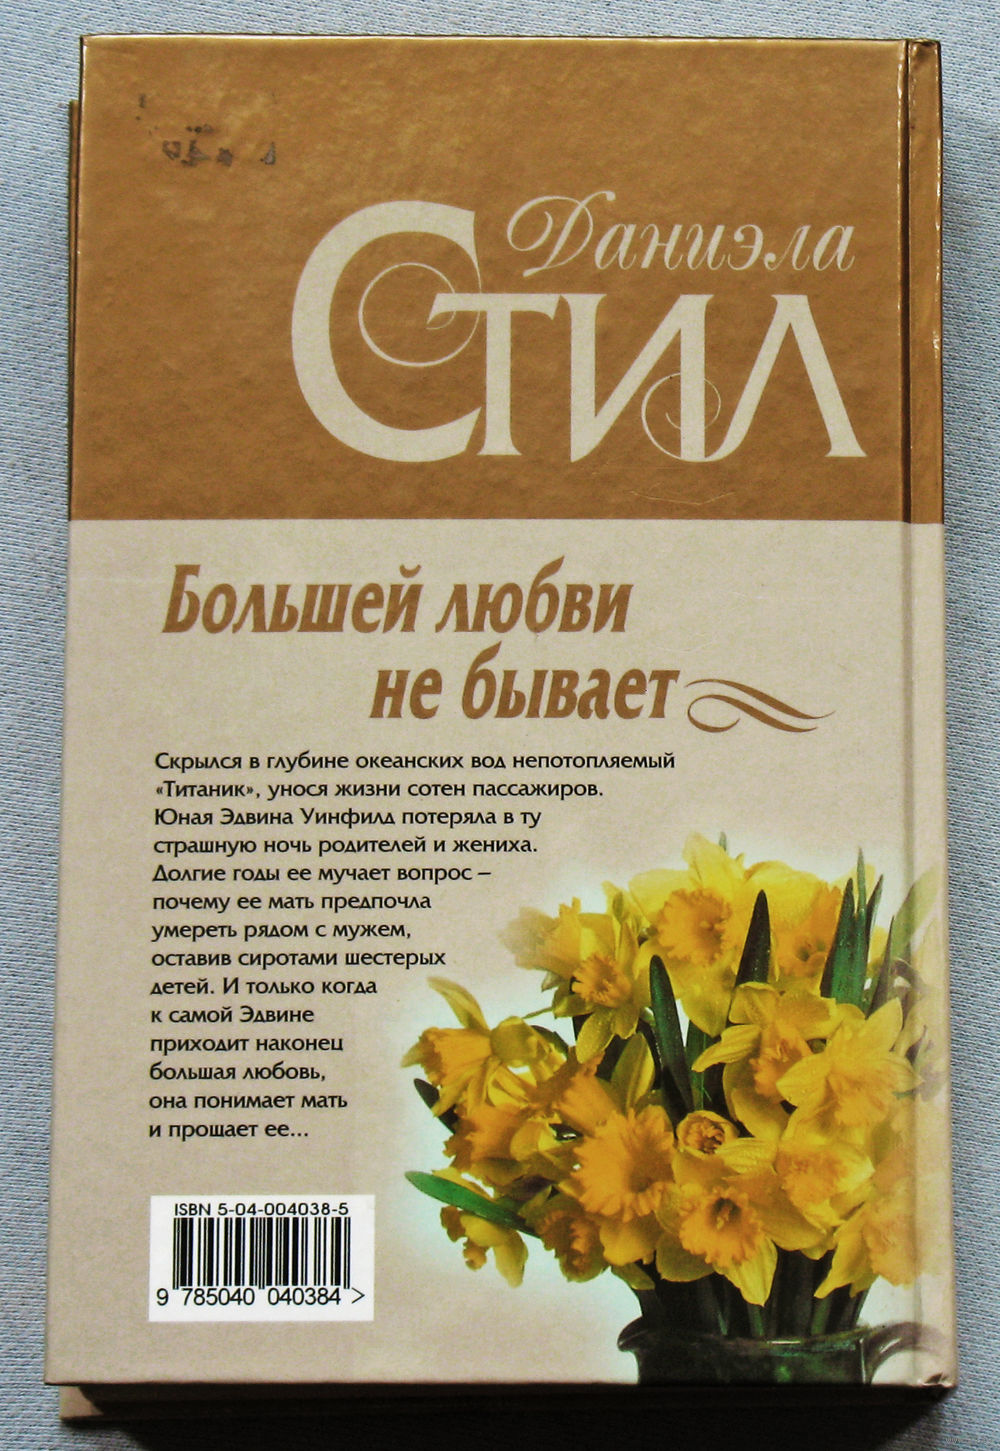 Даниэла
Стил
Большей любви
не бывает
Скрылся в глубине океанских вод непотопляемый
«Титаник», унося жизни сотен пассажиров.
Юная Эдвина Уинфилд потеряла в ту
страшную ночь родителей и жениха.
Долгие годы ее мучает вопрос –
почему ее мать предпочла
умереть рядом с мужем,
оставив сиротами шестерых
детей. И только когда
к самой Эдвине
приходит наконец
большая любовь,
она понимает мать
и прощает ее...
ISBN 5-04-004038-5
9 785040 040384 >